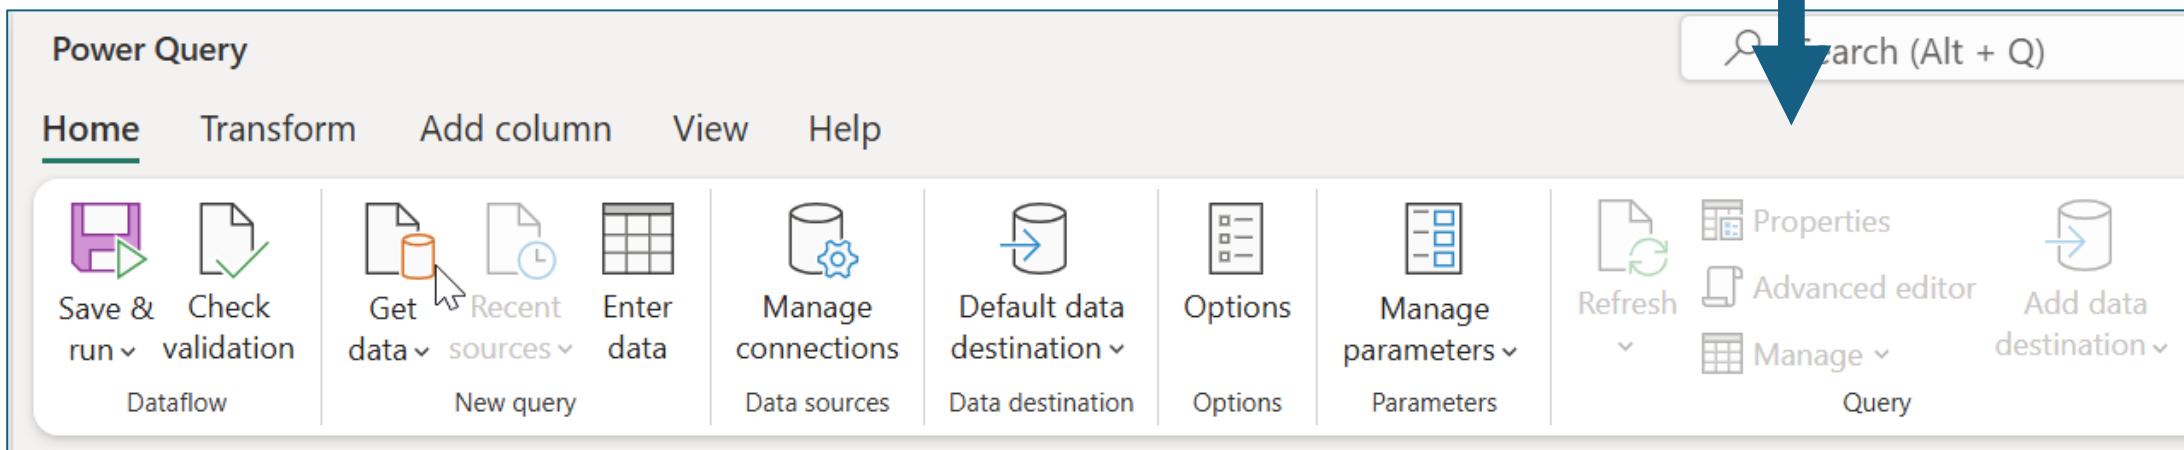 Power Query
earch (Alt + Q)
Home Transform Add column View Help
Save & run
Check validation
Get data
Recent sources
Enter data
Manage connections
Default data destination
Options
Manage parameters
Refresh
Properties
Advanced editor
Manage
Add data destination
Dataflow
New query
Data sources
Data destination
Options
Parameters
Query